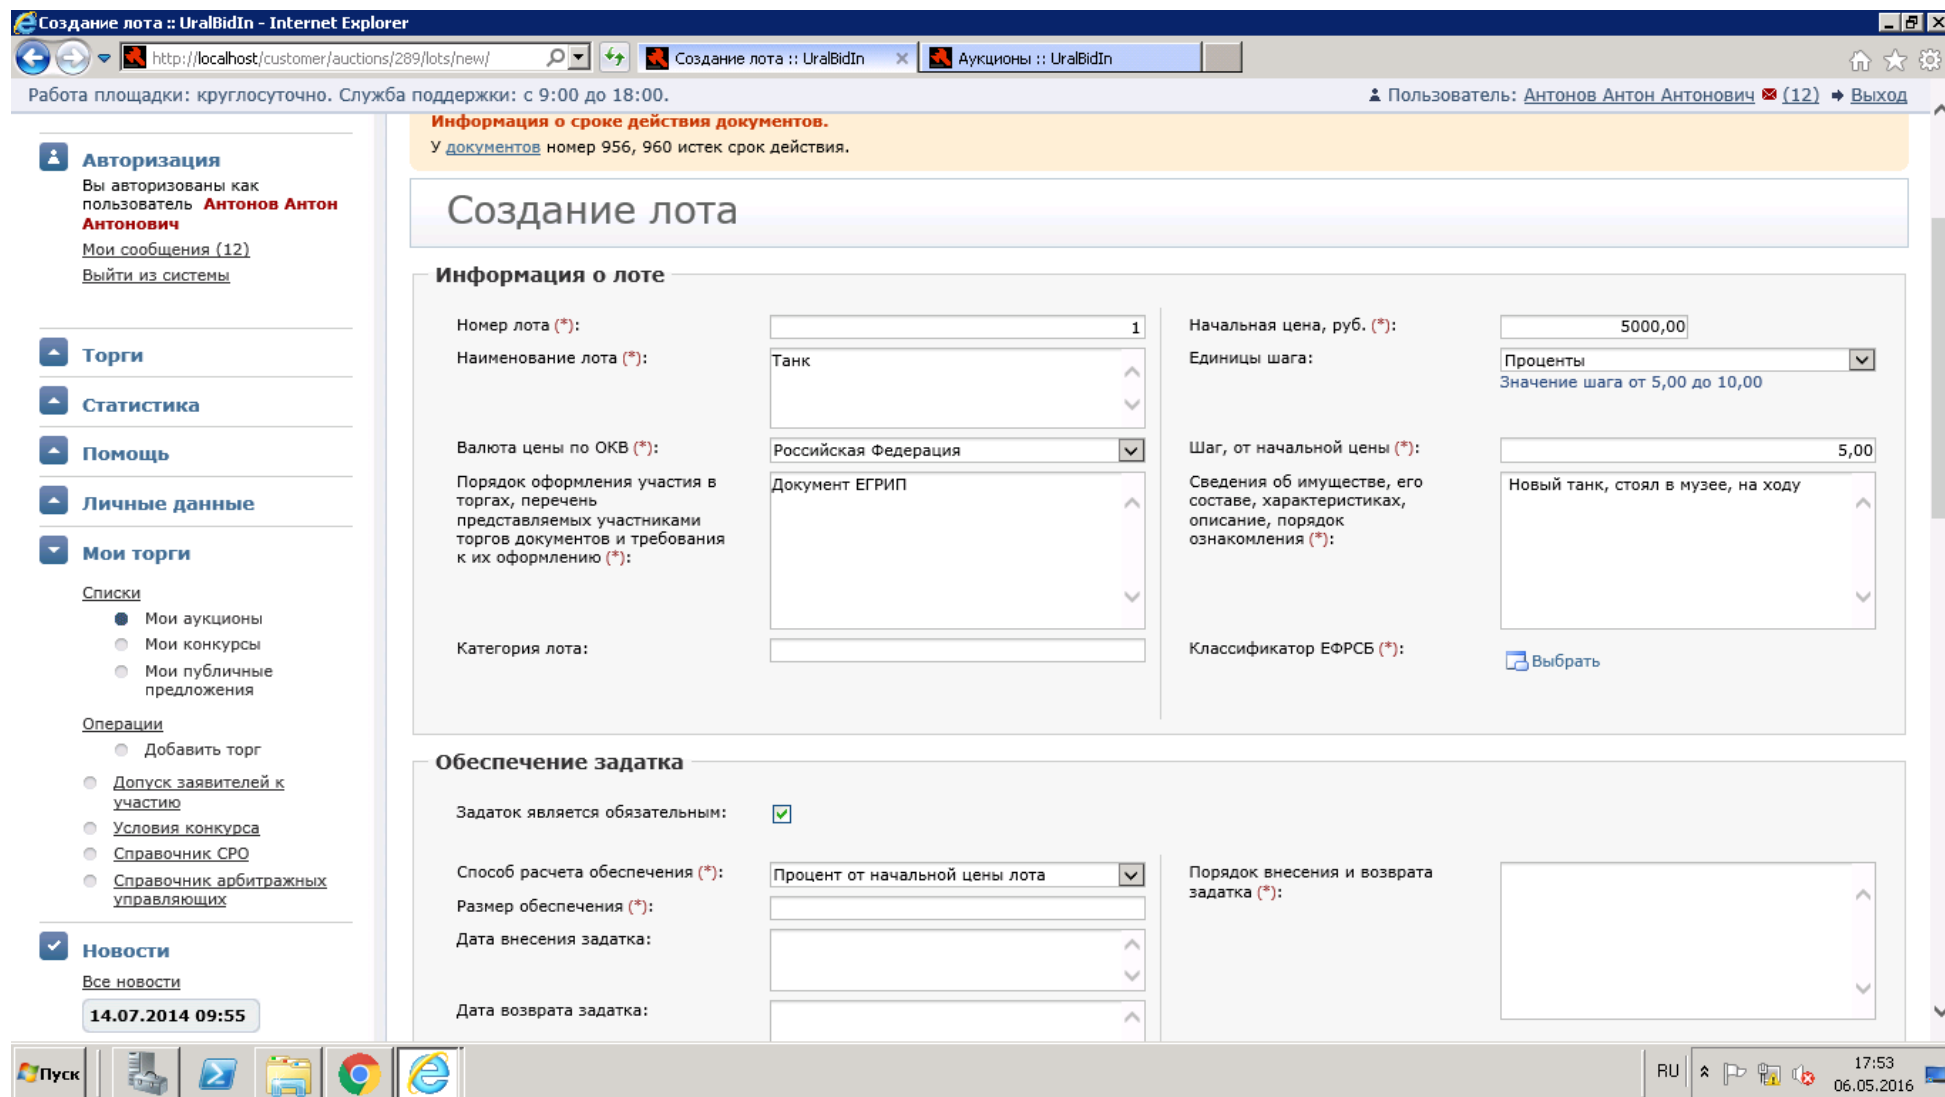 Создание лота :: UralBidIn - Internet Explorer
http://localhost/customer/auctions/289/lots/new/
Создание лота :: UralBidIn
Аукционы :: UralBidIn
Работа площадки: круглосуточно. Служба поддержки: с 9:00 до 18:00.
Пользователь: Антонов Антон Антонович (12) Выход
Авторизация
Вы авторизованы как
пользователь Антонов Антон
Антонович
Мои сообщения (12)
Выйти из системы
Торги
Статистика
Помощь
Личные данные
Мои торги
Списки
Мои аукционы
Мои конкурсы
Мои публичные
предложения
Операции
Добавить торг
Допуск заявителей к
участию
Условия конкурса
Справочник СРО
Справочник арбитражных
управляющих
Новости
Все новости
14.07.2014 09:55
Информация о сроке действия документов.
У документов номер 956, 960 истек срок действия.
Создание лота
Информация о лоте
Номер лота (*):
1
Начальная цена, руб. (*):
5000,00
Наименование лота (*):
Танк
Единицы шага:
Проценты
Значение шага от 5,00 до 10,00
Валюта цены по ОКВ (*):
Российская Федерация
Шаг, от начальной цены (*):
5,00
Порядок оформления участия в
торгах, перечень
представляемых участниками
торгов документов и требования
к их оформлению (*):
Документ ЕГРИП
Сведения об имуществе, его
составе, характеристиках,
описание, порядок
ознакомления (*):
Новый танк, стоял в музее, на ходу
Категория лота:
Классификатор ЕФРСБ (*):
Выбрать
Обеспечение задатка
Задаток является обязательным:
Способ расчета обеспечения (*):
Процент от начальной цены лота
Порядок внесения и возврата
задатка (*):
Размер обеспечения (*):
Дата внесения задатка:
Дата возврата задатка:
Пуск
RU
17:53
06.05.2016